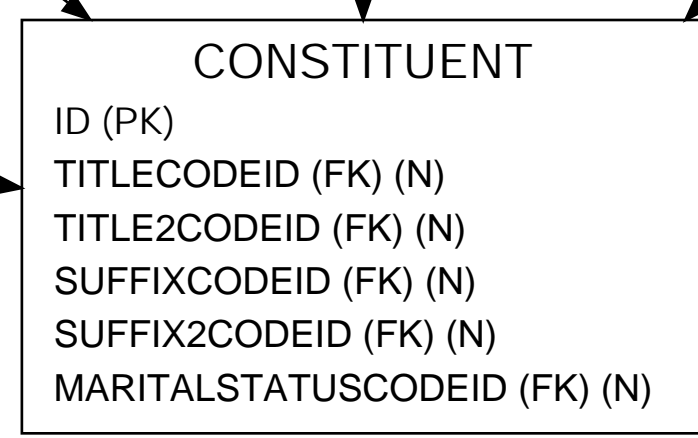 CONSTITUENT
ID (PK)
TITLECODEID (FK) (N)
TITLE2CODEID (FK) (N)
SUFFIXCODEID (FK) (N)
SUFFIX2CODEID (FK) (N)
MARITALSTATUSCODEID (FK) (N)